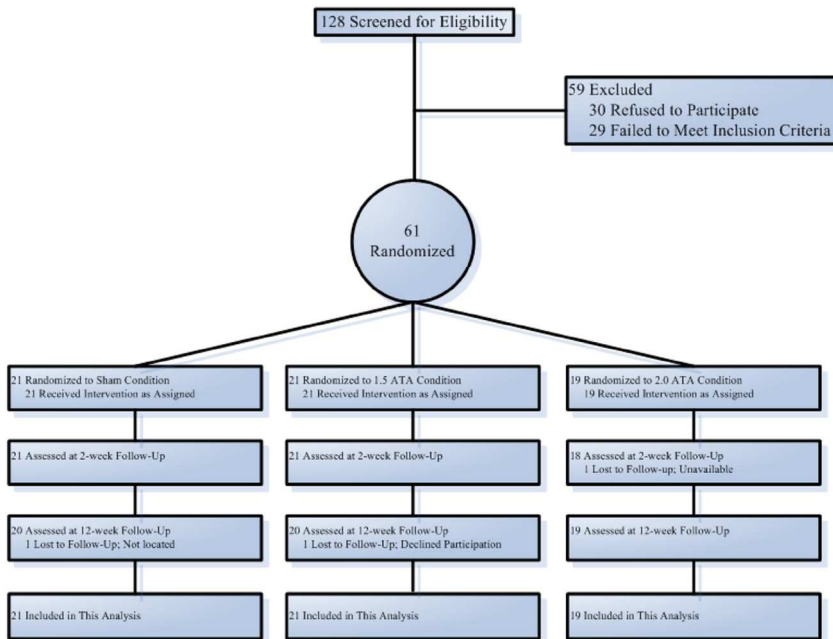 128 Screened for Eligibility
59 Excluded
30 Refused to Participate
29 Failed to Meet Inclusion Criteria
61
Randomized
21 Randomized to Sham Condition
21 Received Intervention as Assigned
21 Randomized to 1.5 ATA Condition
21 Received Intervention as Assigned
19 Randomized to 2.0 ATA Condition
19 Received Intervention as Assigned
21 Assessed at 2-week Follow-Up
21 Assessed at 2-week Follow-Up
18 Assessed at 2-week Follow-Up
1 Lost to Follow-up; Unavailable
20 Assessed at 12-week Follow-Up
1 Lost to Follow-Up; Not located
20 Assessed at 12-week Follow-Up
1 Lost to Follow-Up; Declined Participation
19 Assessed at 12-week Follow-Up
21 Included in This Analysis
21 Included in This Analysis
19 Included in This Analysis